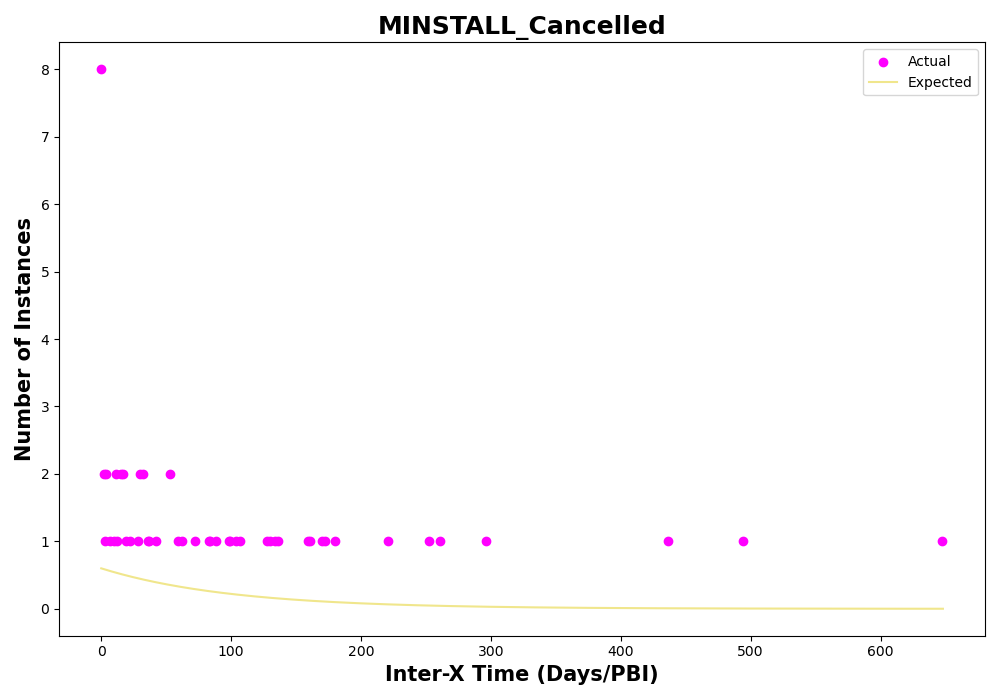 MINSTALL_Cancelled
Actual
Expected
Number of Instances
8
7
6
5
4
3
2
1
0
0 100 200 300 400 500 600
Inter-X Time (Days/PBI)